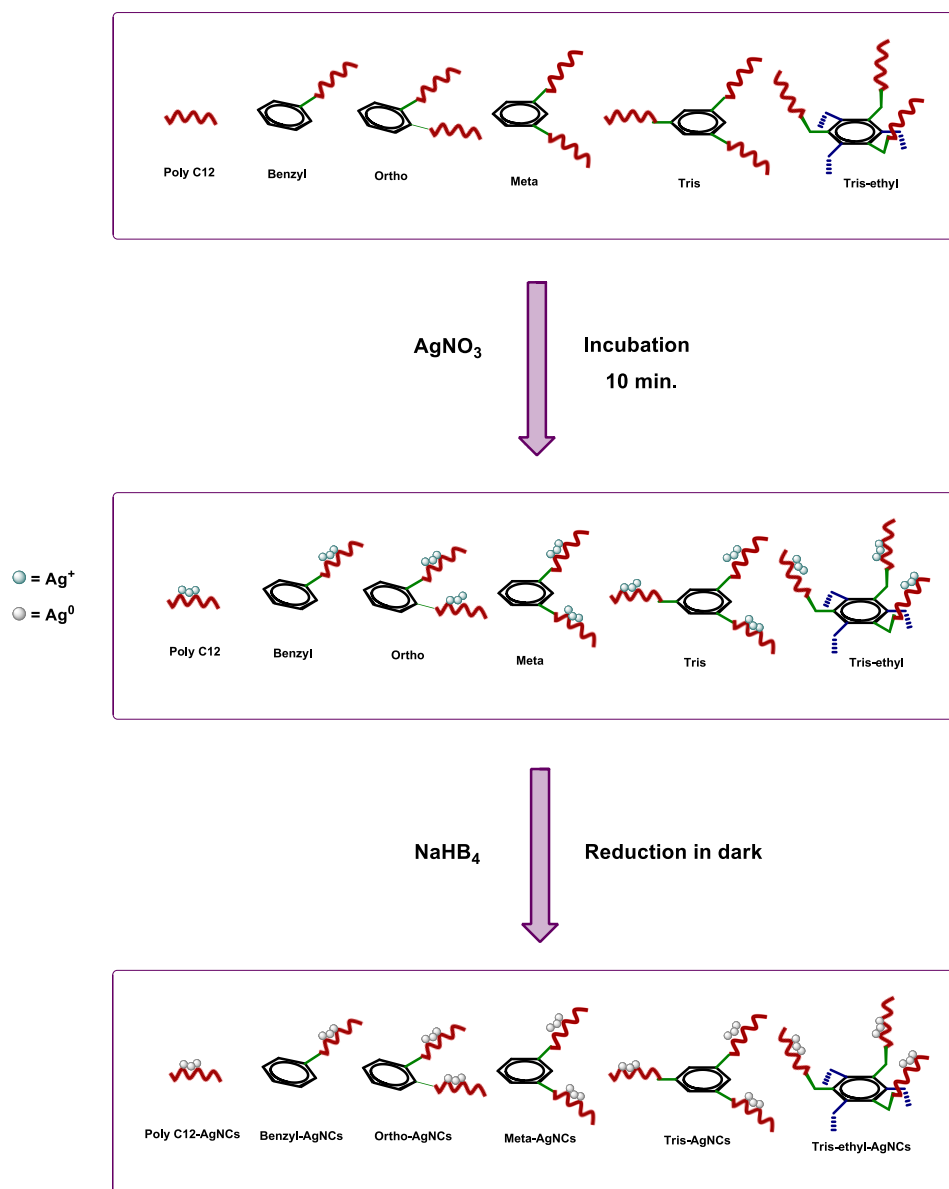 Poly C12
Benzyl
Ortho
Meta
Tris
Tris-ethyl
AgNO₃
Incubation
10 min.
= Ag⁺
= Ag⁰
Poly C12
Benzyl
Ortho
Meta
Tris
Tris-ethyl
NaHB₄
Reduction in dark
Poly C12-AgNCs
Benzyl-AgNCs
Ortho-AgNCs
Meta-AgNCs
Tris-AgNCs
Tris-ethyl-AgNCs